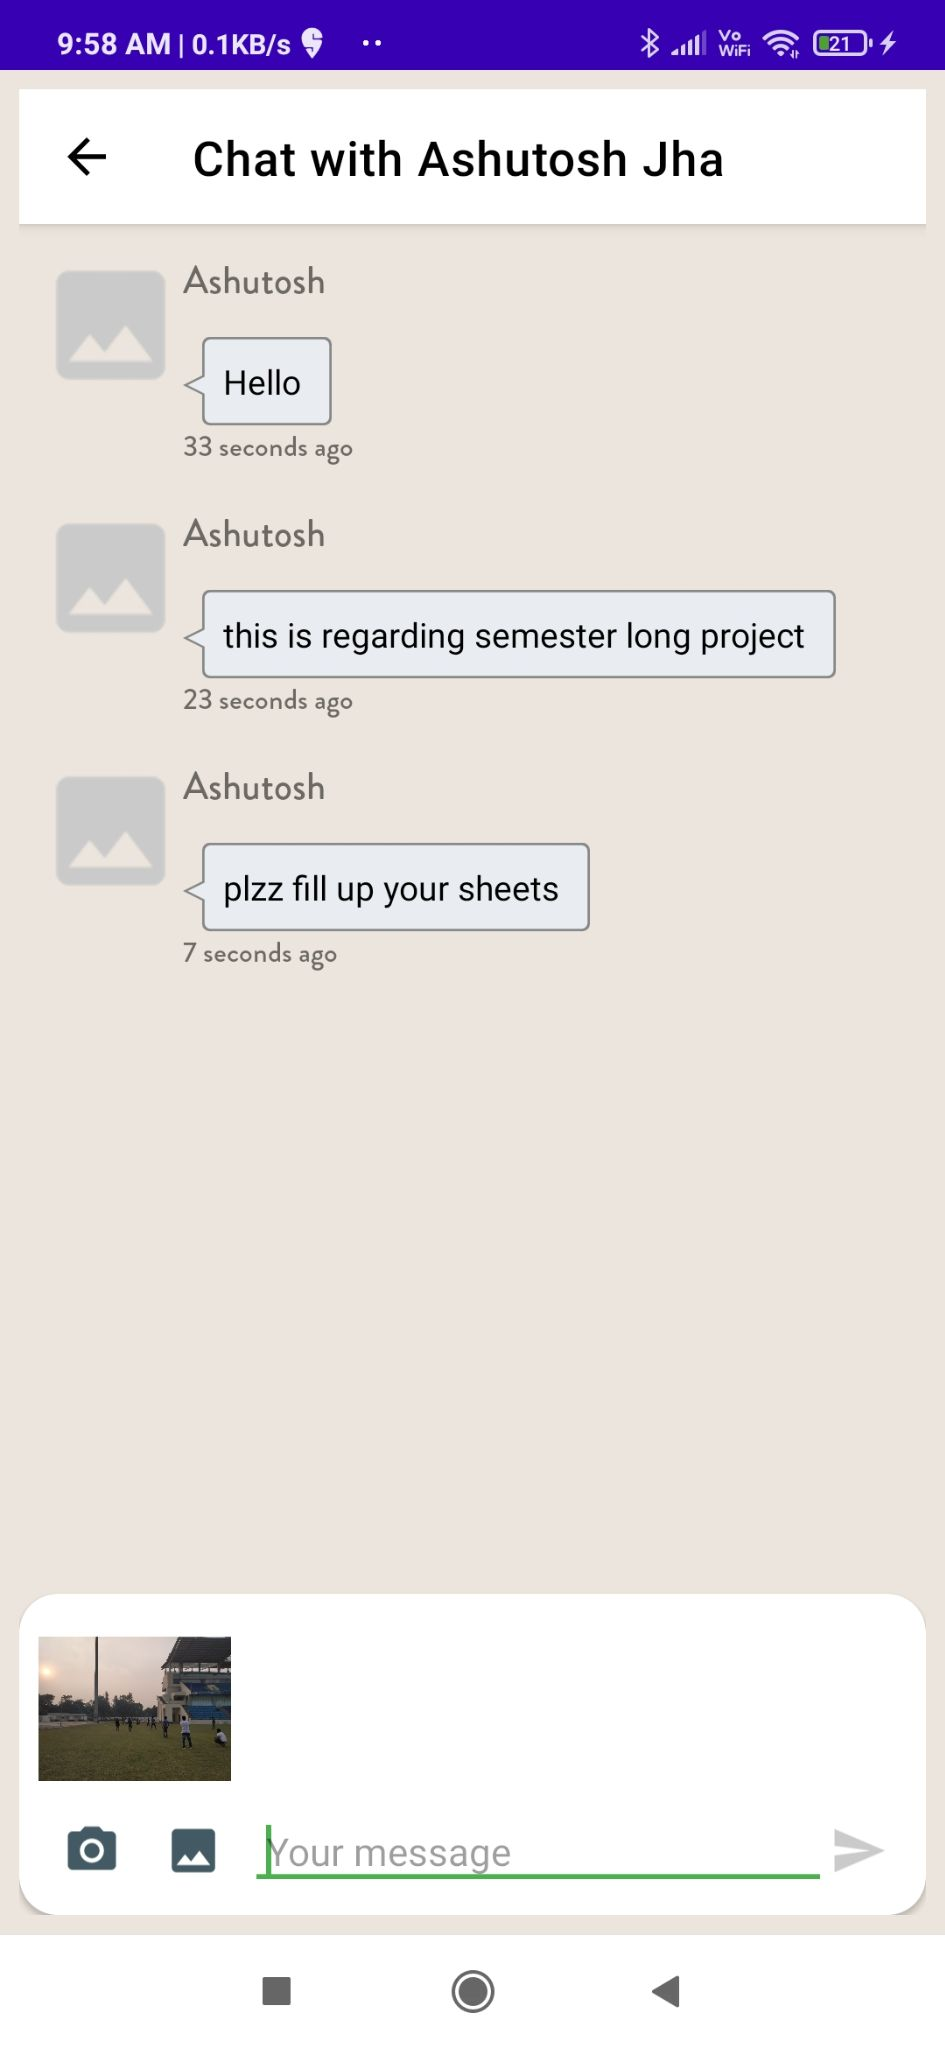 9:58 AM | 0.1KB/s
Vo
WiFi
21
Chat with Ashutosh Jha
Ashutosh
Hello
33 seconds ago
Ashutosh
this is regarding semester long project
23 seconds ago
Ashutosh
plzz fill up your sheets
7 seconds ago
Your message